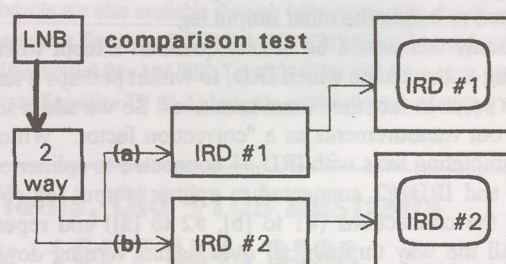 LNB
comparison test
IRD #1
2
way
(a)
IRD #1
(b)
IRD #2
IRD #2